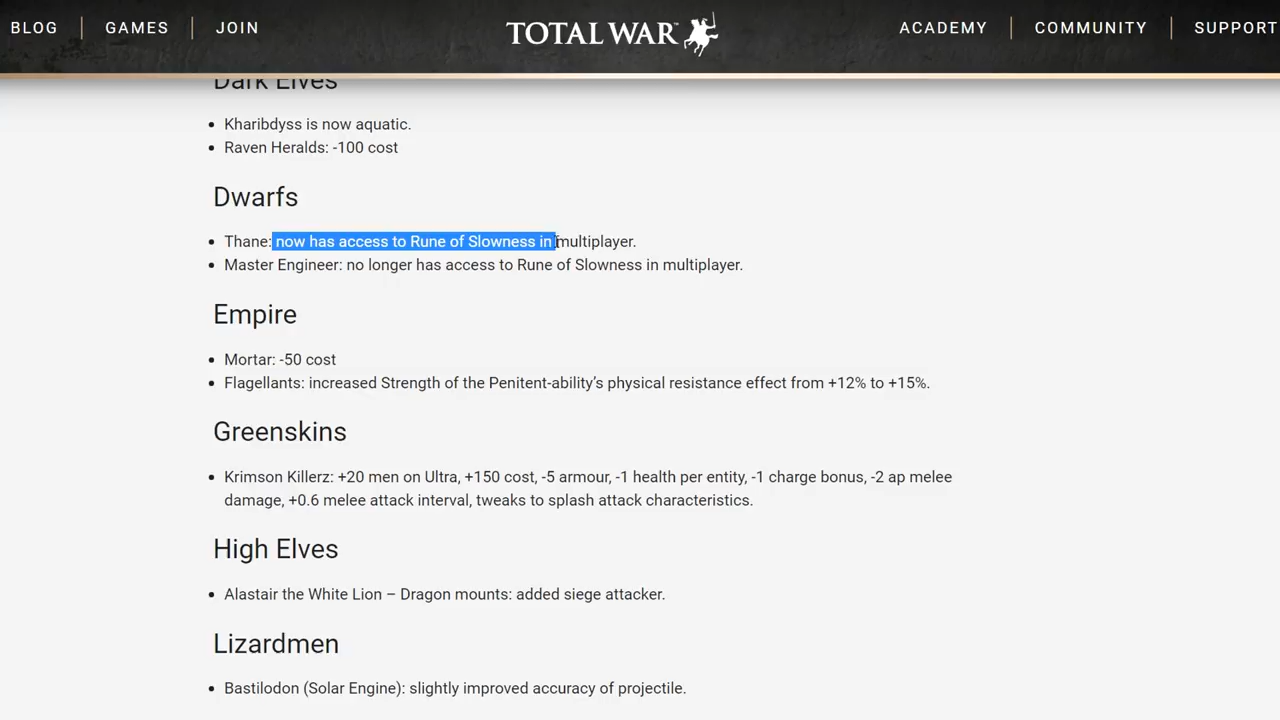 BLOG GAMES JOIN TOTAL WAR™ ACADEMY COMMUNITY SUPPORT
Dark Elves
Kharibdyss is now aquatic.
Raven Heralds: -100 cost
Dwarfs
Thane: now has access to Rune of Slowness in multiplayer.
Master Engineer: no longer has access to Rune of Slowness in multiplayer.
Empire
Mortar: -50 cost
Flagellants: increased Strength of the Penitent-ability’s physical resistance effect from +12% to +15%.
Greenskins
Krimson Killerz: +20 men on Ultra, +150 cost, -5 armour, -1 health per entity, -1 charge bonus, -2 ap melee
damage, +0.6 melee attack interval, tweaks to splash attack characteristics.
High Elves
Alastair the White Lion – Dragon mounts: added siege attacker.
Lizardmen
Bastilodon (Solar Engine): slightly improved accuracy of projectile.